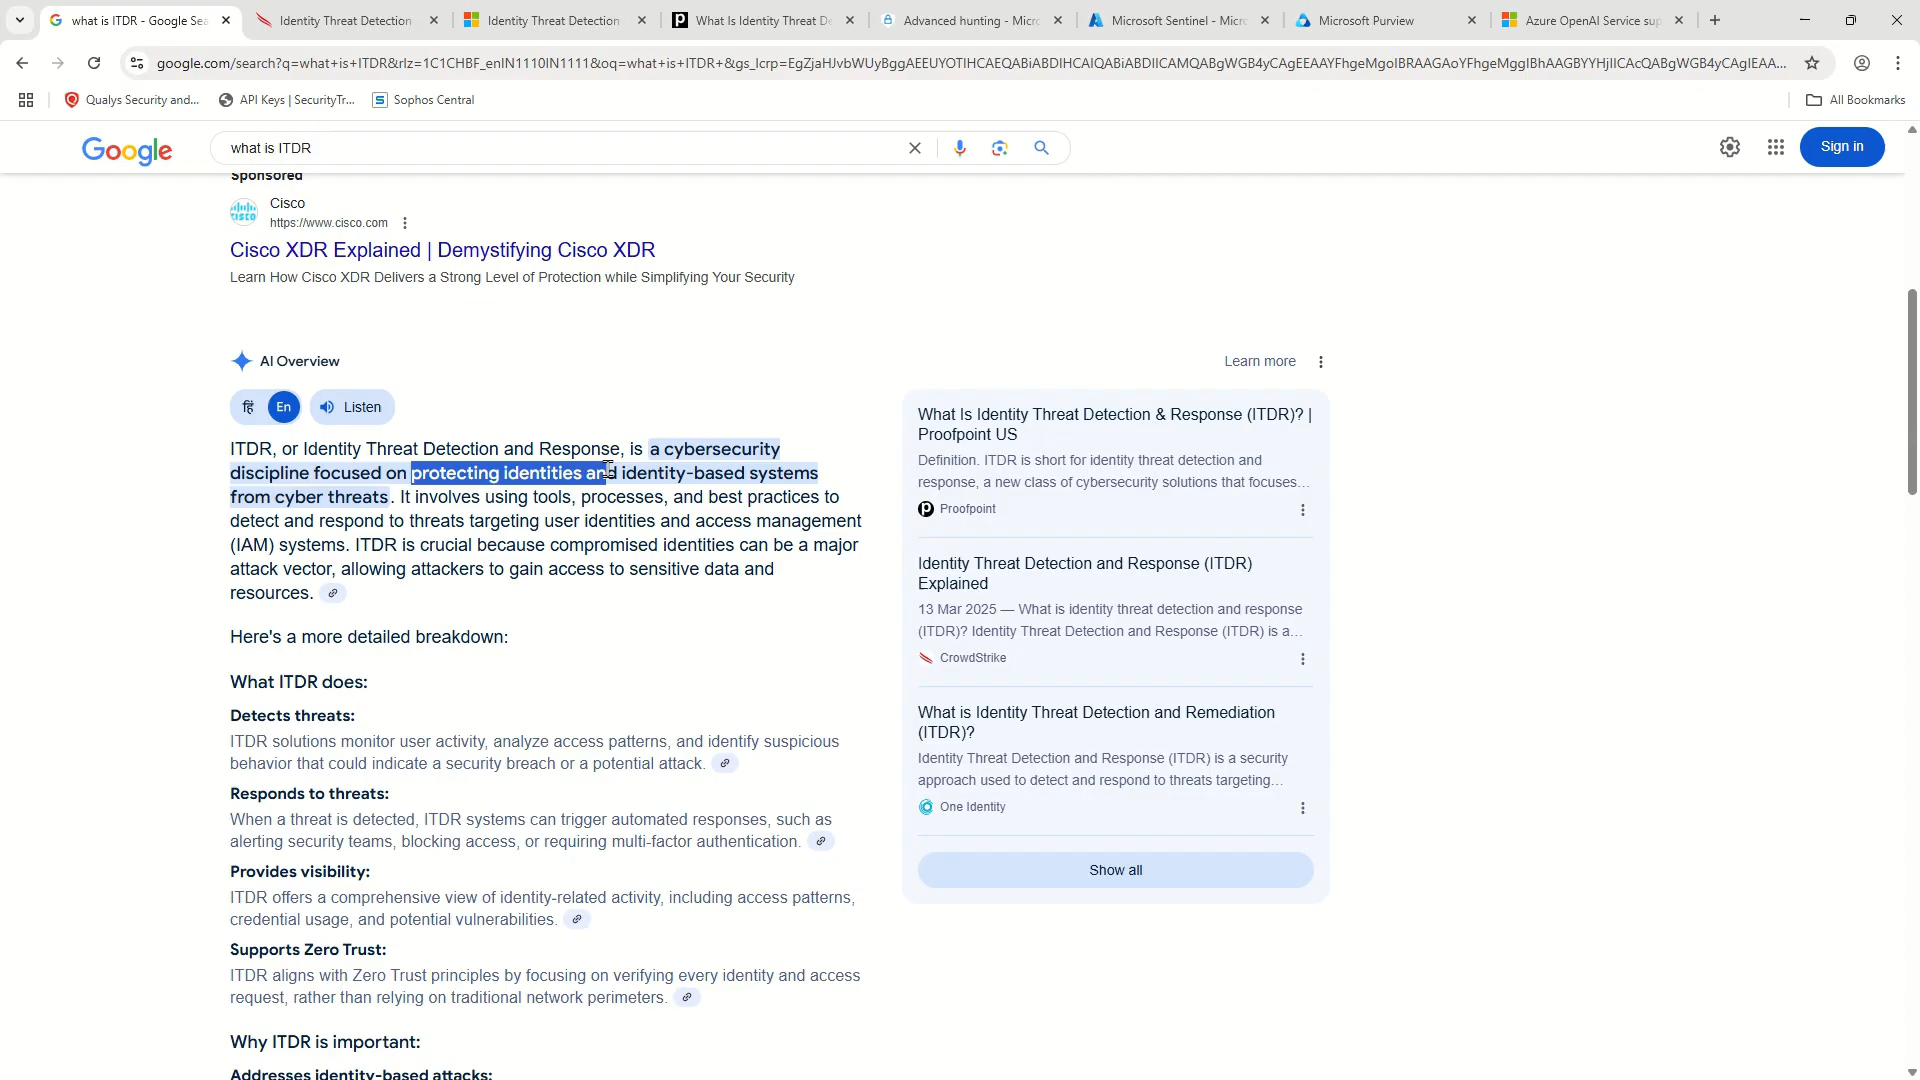 what is ITDR - Google Sea
Identity Threat Detection
Identity Threat Detection
What Is Identity Threat De
Advanced hunting - Micro
Microsoft Sentinel - Micro
Microsoft Purview
Azure OpenAI Service sup
google.com/search?q=what+is+ITDR&rlz=1C1CHBF_enIN1110IN1111&oq=what+is+ITDR+&gs_lcrp=EgZjaHJvbWUyBggAEEUYOTIHCAEQABiABDIHCAIQABiABDIICAMQABgWGB4yCAgEEAAYFhgeMgoIBRAAGAoYFhgeMggIBhAAGBYYHjIICAcQABgWGB4yCAgIEAA...
Qualys Security and...
API Keys | SecurityTr...
Sophos Central
All Bookmarks
Google
what is ITDR
Sign in
Sponsored
Cisco
https://www.cisco.com
Cisco XDR Explained | Demystifying Cisco XDR
Learn How Cisco XDR Delivers a Strong Level of Protection while Simplifying Your Security
AI Overview
Learn more
हिं
En
Listen
ITDR, or Identity Threat Detection and Response, is a cybersecurity
discipline focused on protecting identities and identity-based systems
from cyber threats. It involves using tools, processes, and best practices to
detect and respond to threats targeting user identities and access management
(IAM) systems. ITDR is crucial because compromised identities can be a major
attack vector, allowing attackers to gain access to sensitive data and
resources.
Here's a more detailed breakdown:
What ITDR does:
Detects threats:
ITDR solutions monitor user activity, analyze access patterns, and identify suspicious
behavior that could indicate a security breach or a potential attack.
Responds to threats:
When a threat is detected, ITDR systems can trigger automated responses, such as
alerting security teams, blocking access, or requiring multi-factor authentication.
Provides visibility:
ITDR offers a comprehensive view of identity-related activity, including access patterns,
credential usage, and potential vulnerabilities.
Supports Zero Trust:
ITDR aligns with Zero Trust principles by focusing on verifying every identity and access
request, rather than relying on traditional network perimeters.
Why ITDR is important:
Addresses identity-based attacks:
What Is Identity Threat Detection & Response (ITDR)? |
Proofpoint US
Definition. ITDR is short for identity threat detection and
response, a new class of cybersecurity solutions that focuses...
Proofpoint
Identity Threat Detection and Response (ITDR)
Explained
13 Mar 2025 — What is identity threat detection and response
(ITDR)? Identity Threat Detection and Response (ITDR) is a...
CrowdStrike
What is Identity Threat Detection and Remediation
(ITDR)?
Identity Threat Detection and Response (ITDR) is a security
approach used to detect and respond to threats targeting...
One Identity
Show all